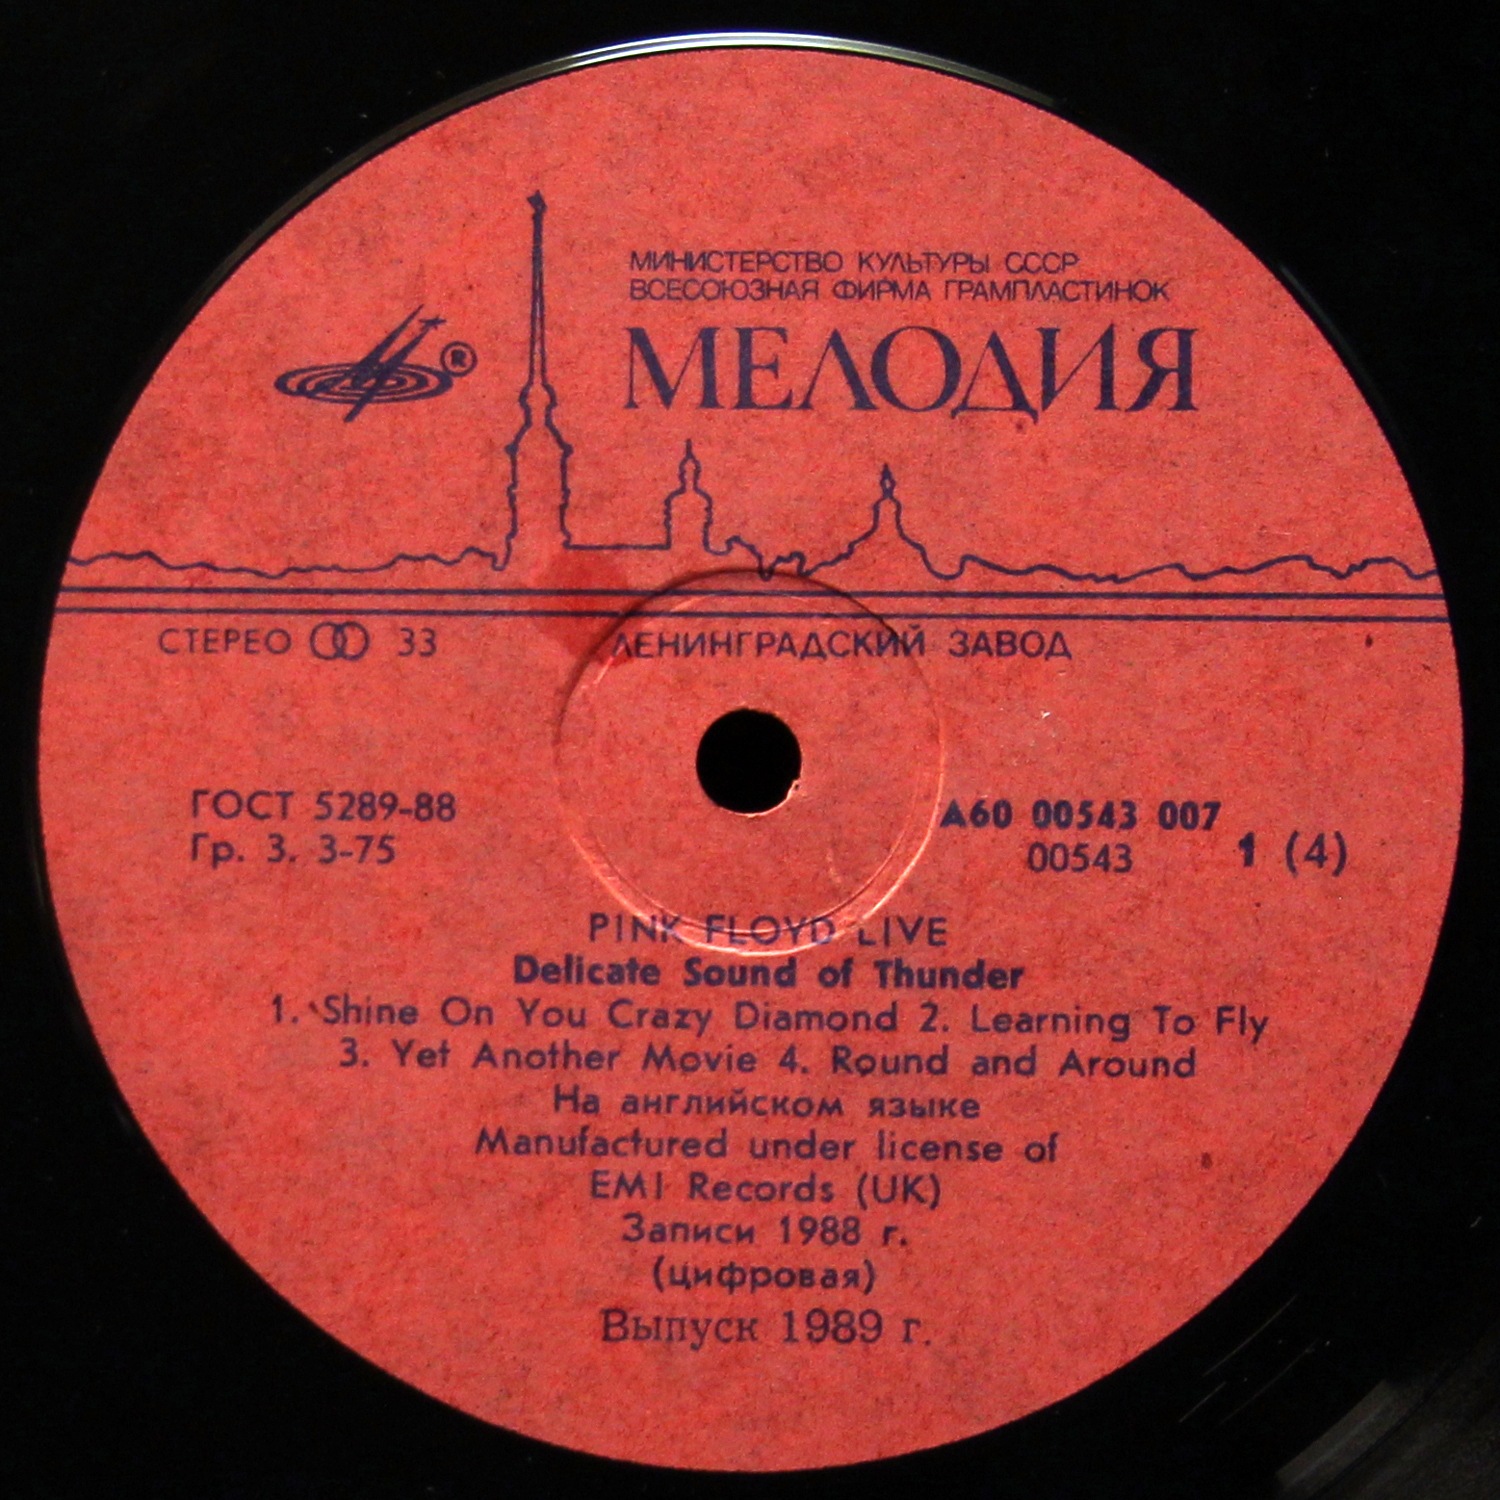 МИНИСТЕРСТВО КУЛЬТУРЫ СССР
ВСЕСОЮЗНАЯ ФИРМА ГРАМПЛАСТИНОК
МЕЛОДИЯ
®
СТЕРЕО 33
ЛЕНИНГРАДСКИЙ ЗАВОД
ГОСТ 5289-88
Гр. 3. 3-75
А60 00543 007
00543
1 (4)
PINK FLOYD LIVE
Delicate Sound of Thunder
1. Shine On You Crazy Diamond 2. Learning To Fly
3. Yet Another Movie 4. Round and Around
На английском языке
Manufactured under license of
EMI Records (UK)
Записи 1988 г.
(цифровая)
Выпуск 1989 г.